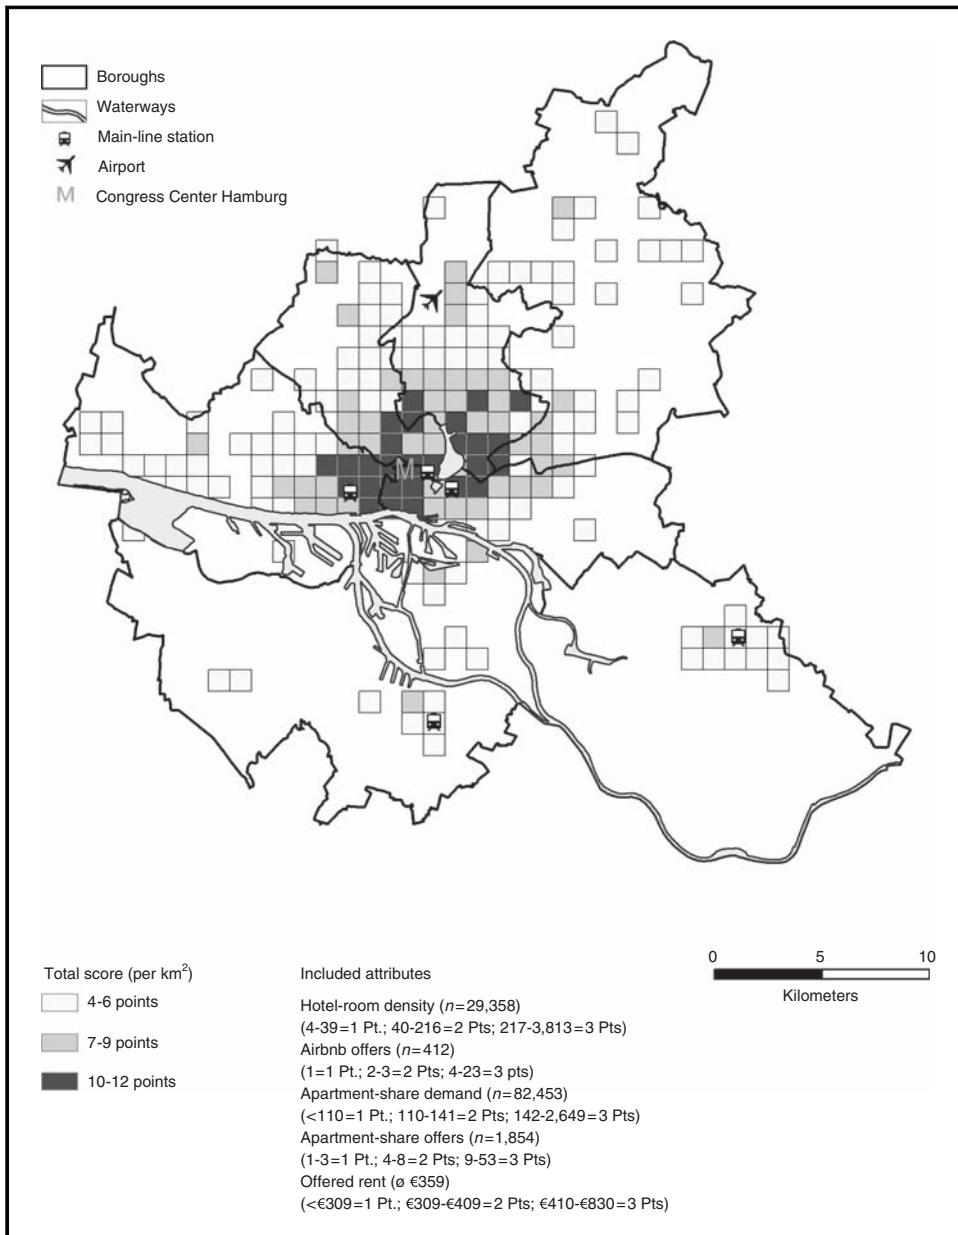 Boroughs
Waterways
Main-line station
Airport
M Congress Center Hamburg
M
Total score (per km²)
4-6 points
7-9 points
10-12 points
Included attributes
Hotel-room density (n=29,358)
(4-39=1 Pt.; 40-216=2 Pts; 217-3,813=3 Pts)
Airbnb offers (n=412)
(1=1 Pt.; 2-3=2 Pts; 4-23=3 pts)
Apartment-share demand (n=82,453)
(<110=1 Pt.; 110-141=2 Pts; 142-2,649=3 Pts)
Apartment-share offers (n=1,854)
(1-3=1 Pt.; 4-8=2 Pts; 9-53=3 Pts)
Offered rent (ø €359)
(<€309=1 Pt.; €309-€409=2 Pts; €410-€830=3 Pts)
0 5 10
Kilometers